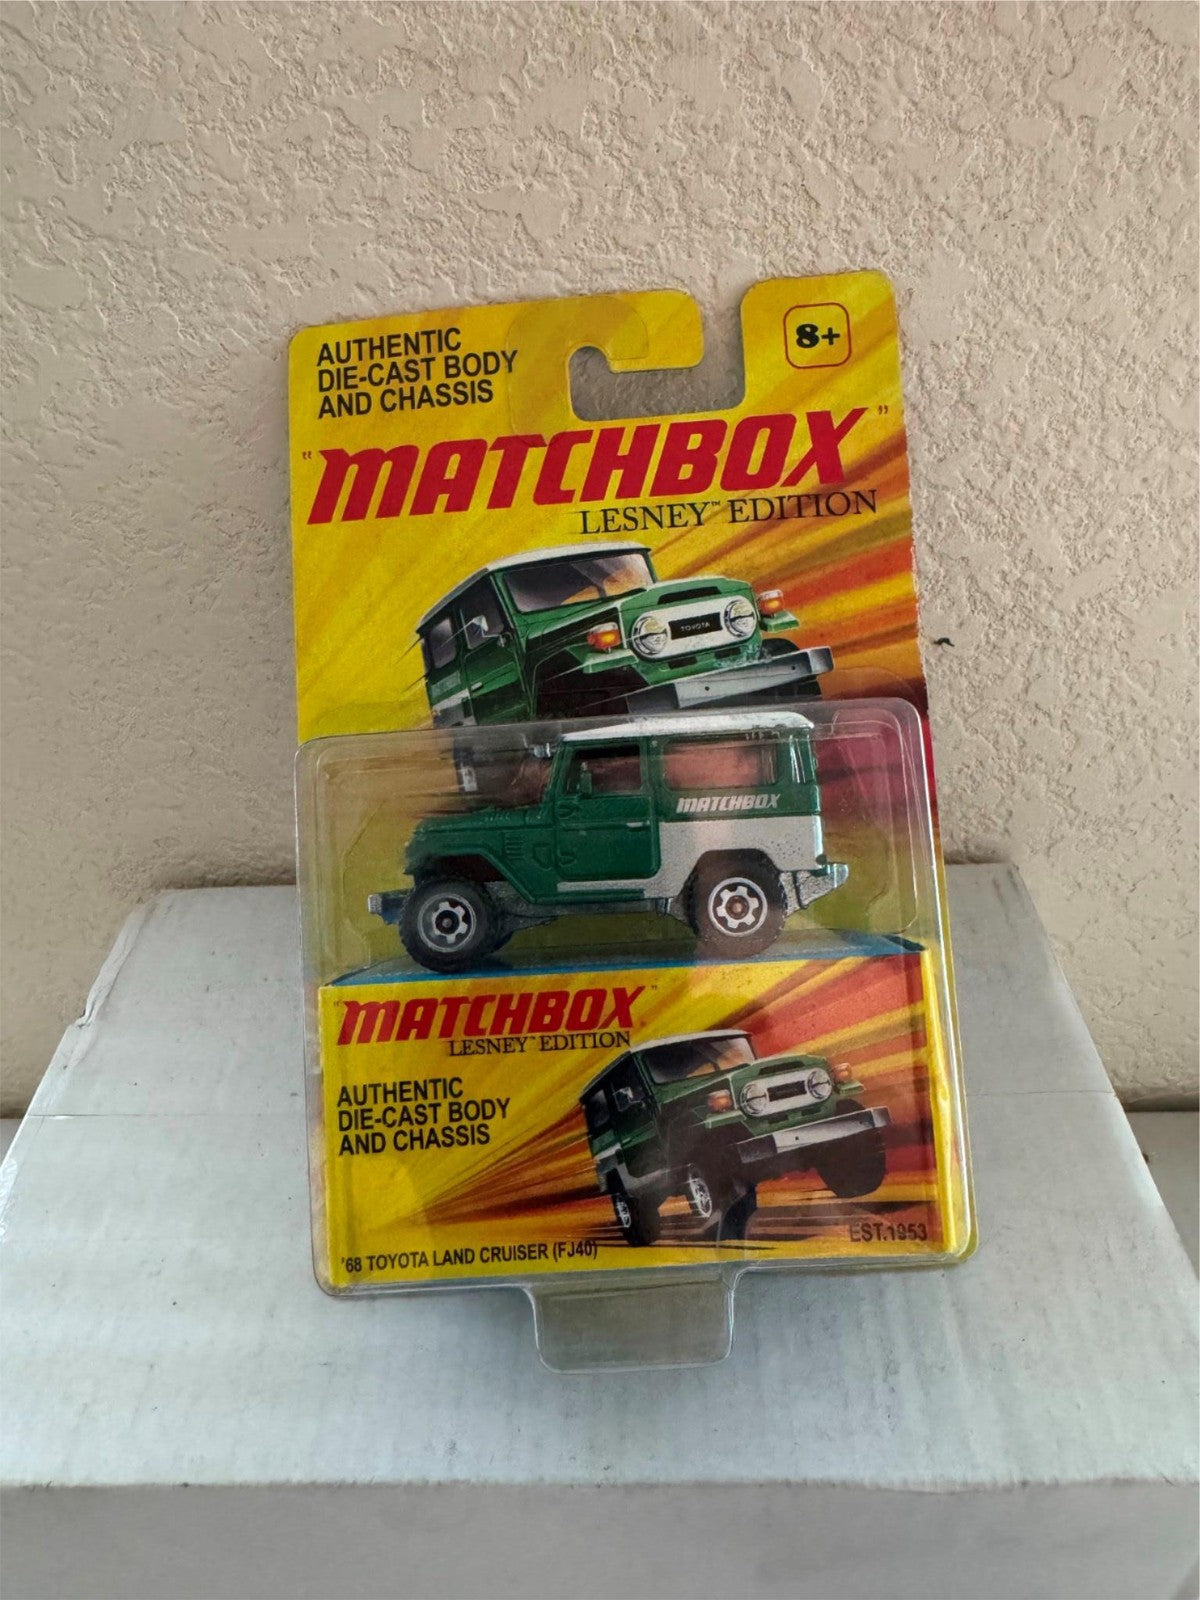 AUTHENTIC
DIE-CAST BODY
AND CHASSIS
8+
"MATCHBOX"
LESNEY™ EDITION
TOYOTA
MATCHBOX
"MATCHBOX"
LESNEY™ EDITION
AUTHENTIC
DIE-CAST BODY
AND CHASSIS
EST.1953
'68 TOYOTA LAND CRUISER (FJ40)